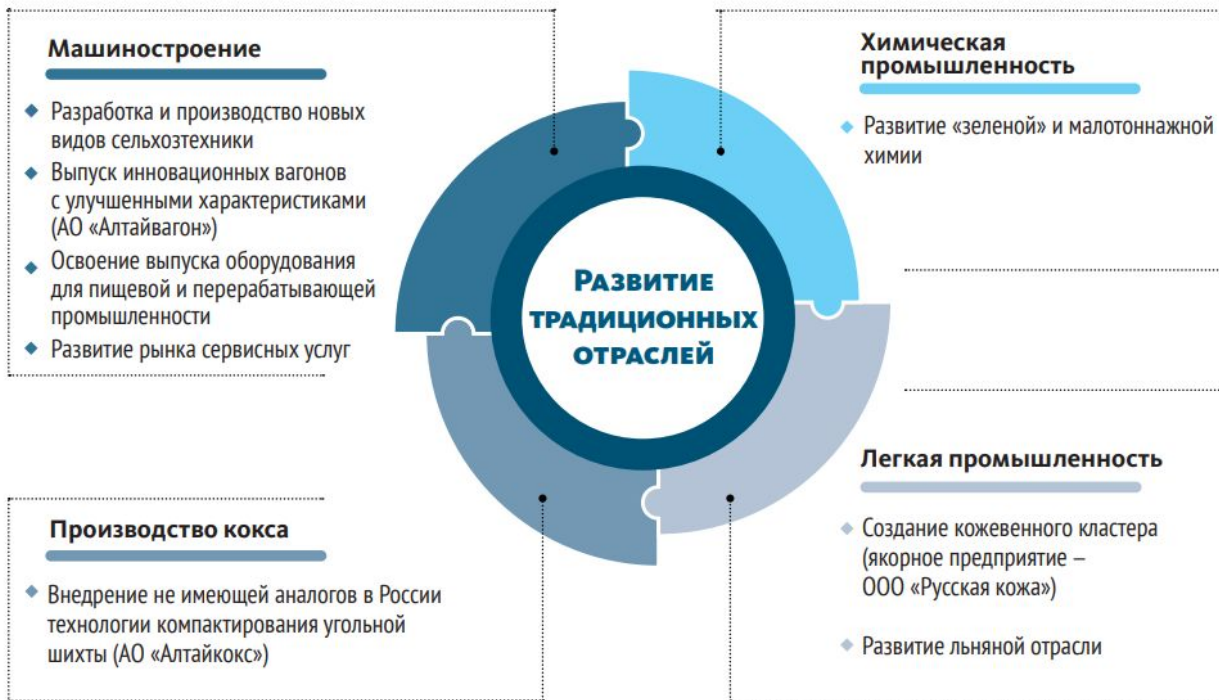 Машиностроение
Разработка и производство новых
видов сельхозтехники
Выпуск инновационных вагонов
с улучшенными характеристиками
(АО «Алтайвагон»)
Освоение выпуска оборудования
для пищевой и перерабатывающей
промышленности
Развитие рынка сервисных услуг
Химическая
промышленность
Развитие «зеленой» и малотоннажной
химии
Развитие
традиционных
отраслей
Производство кокса
Внедрение не имеющей аналогов в России
технологии компактирования угольной
шихты (АО «Алтайкокс»)
Легкая промышленность
Создание кожевенного кластера
(якорное предприятие –
ООО «Русская кожа»)
Развитие льняной отрасли